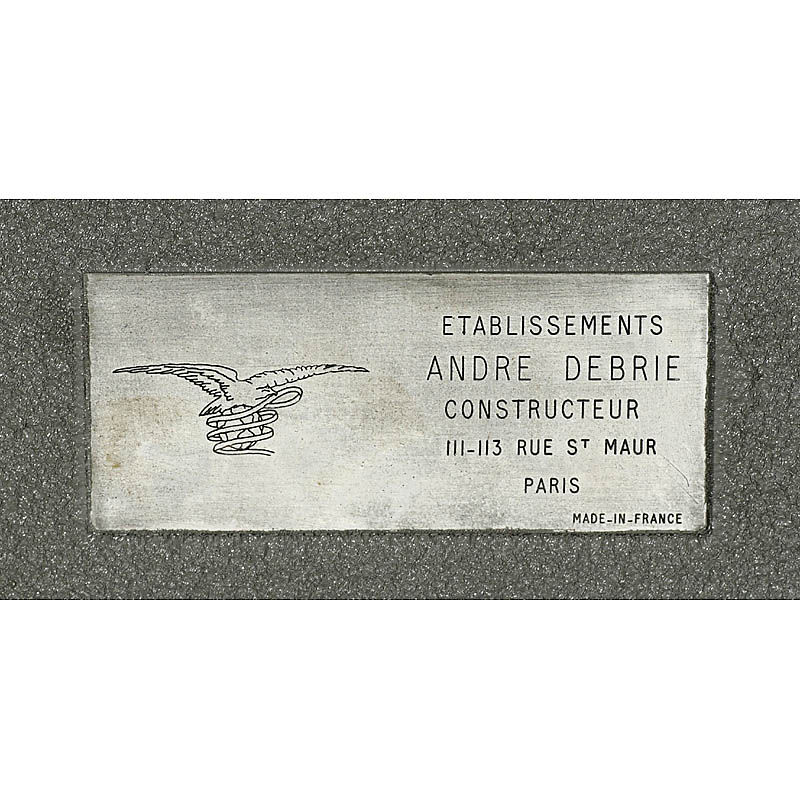 ETABLISSEMENTS
ANDRE DEBRIE
CONSTRUCTEUR
111-113 RUE ST MAUR
PARIS
MADE-IN-FRANCE